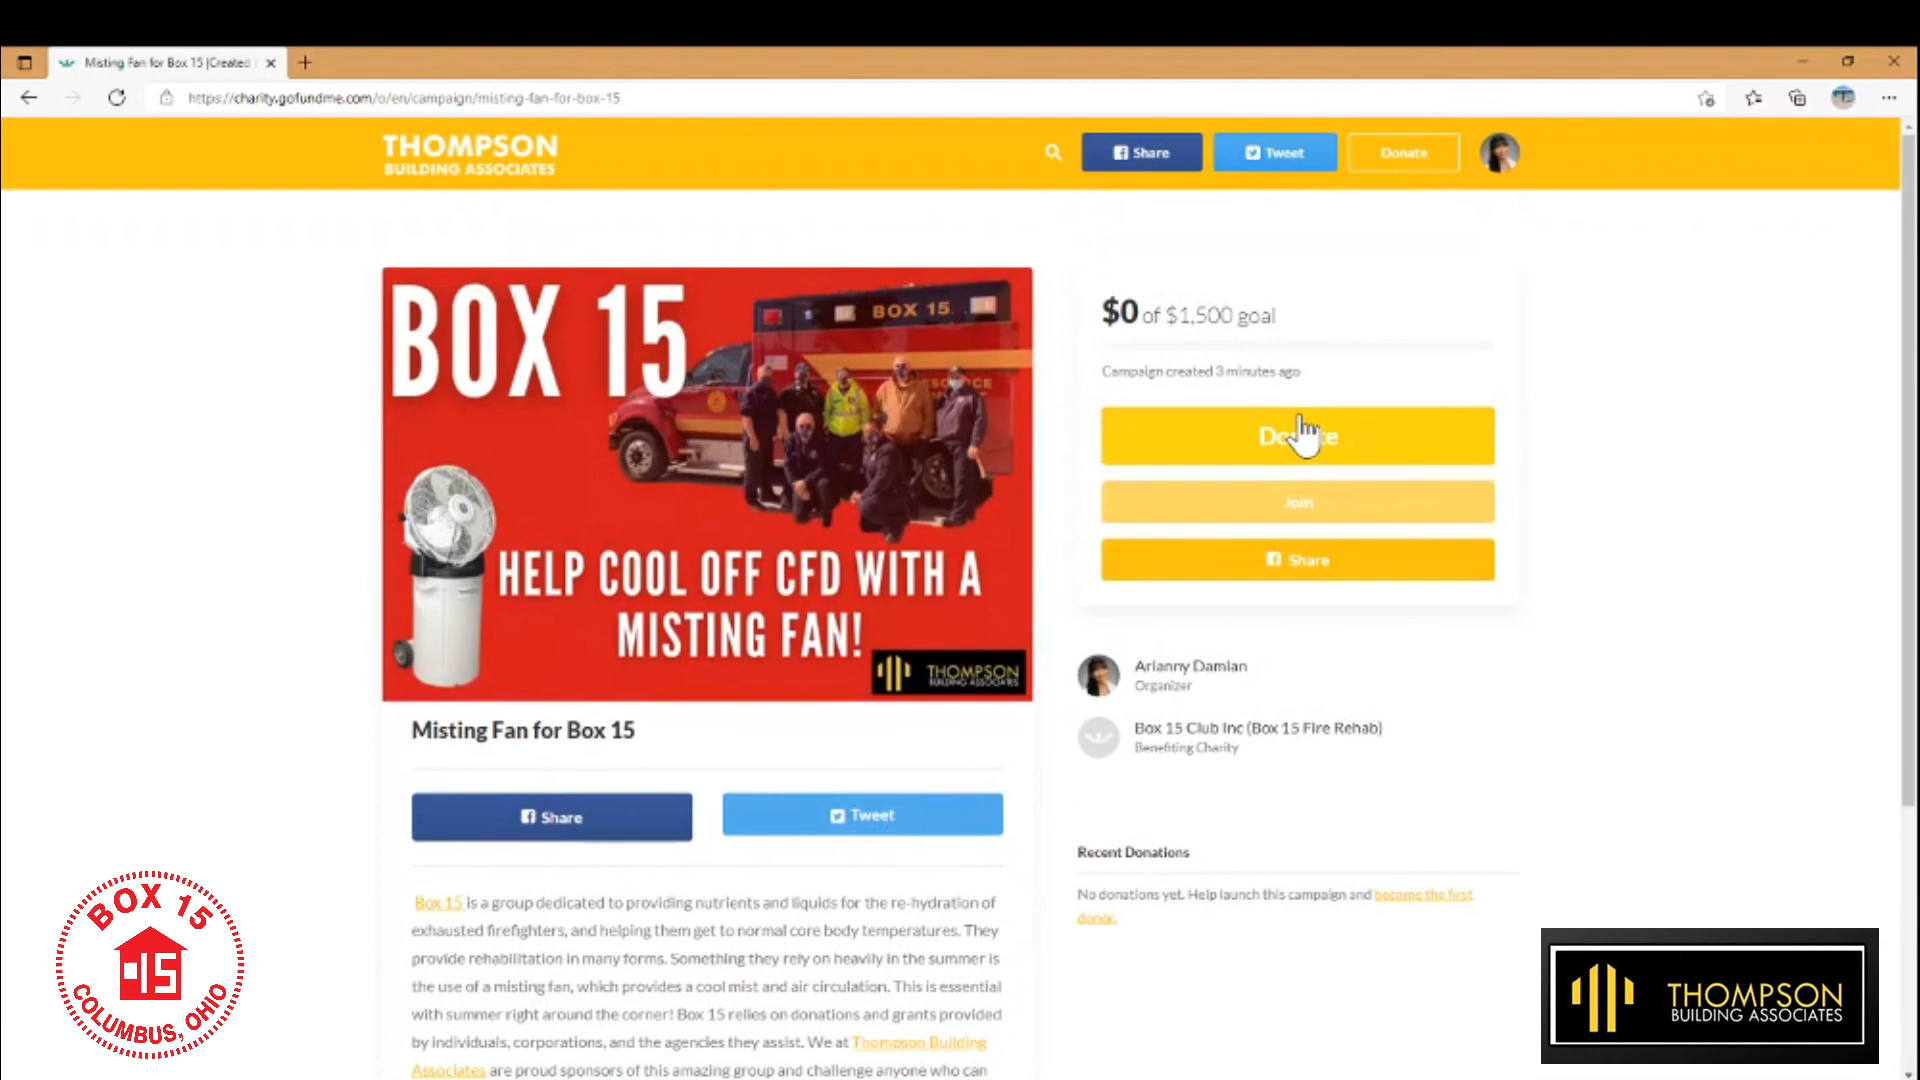 Misting Fan for Box 15 |Created
https://charity.gofundme.com/o/en/campaign/misting-fan-for-box-15
THOMPSON
BUILDING ASSOCIATES
Share
Tweet
Donate
BOX 15
BOX 15
HELP COOL OFF CFD WITH A
MISTING FAN!
THOMPSON
BUILDING ASSOCIATES
$0 of $1,500 goal
Campaign created 3 minutes ago
Join
Share
Arianny Damian
Organizer
Box 15 Club Inc (Box 15 Fire Rehab)
Benefiting Charity
Misting Fan for Box 15
Share
Tweet
Recent Donations
No donations yet. Help launch this campaign and become the first
donor.
Box 15 is a group dedicated to providing nutrients and liquids for the re-hydration of
exhausted firefighters, and helping them get to normal core body temperatures. They
provide rehabilitation in many forms. Something they rely on heavily in the summer is
the use of a misting fan, which provides a cool mist and air circulation. This is essential
with summer right around the corner! Box 15 relies on donations and grants provided
by individuals, corporations, and the agencies they assist. We at Thompson Building
Associates are proud sponsors of this amazing group and challenge anyone who can
BOX 15
15
COLUMBUS, OHIO
THOMPSON
BUILDING ASSOCIATES